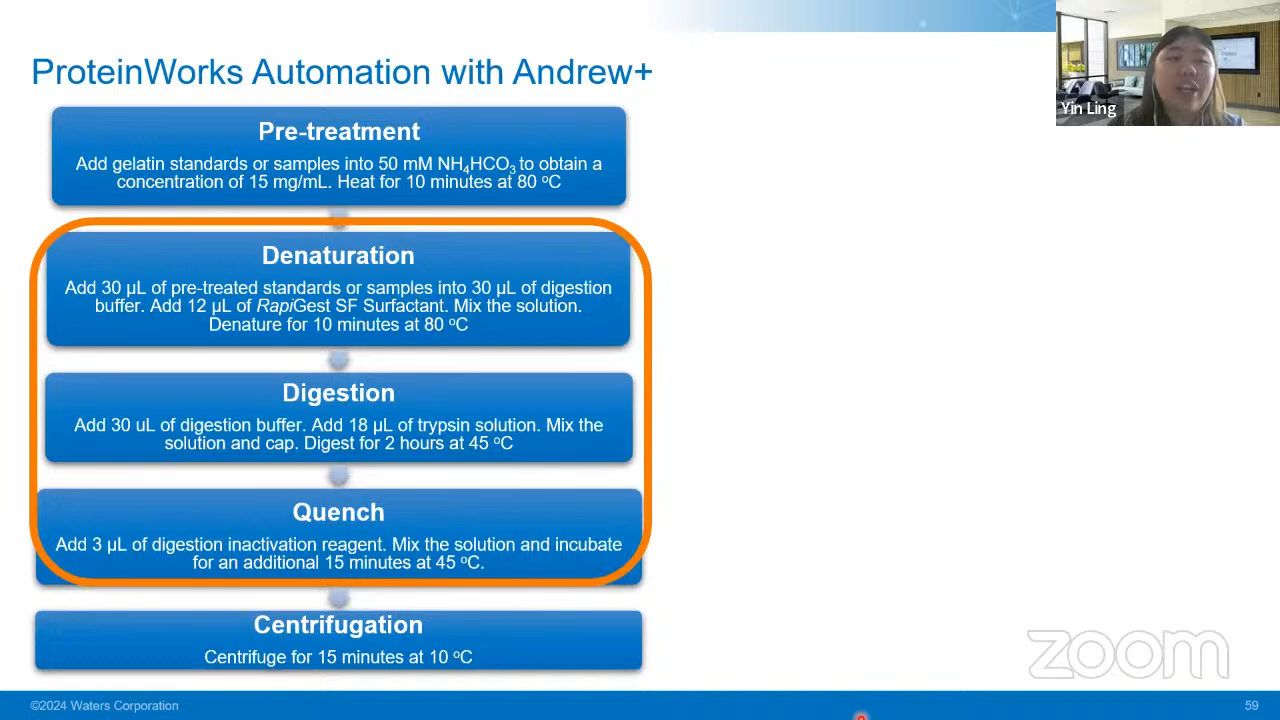 ProteinWorks Automation with Andrew+
Yin Ling
Pre-treatment
Add gelatin standards or samples into 50 mM NH₄HCO₃ to obtain a
concentration of 15 mg/mL. Heat for 10 minutes at 80 ºC
Denaturation
Add 30 µL of pre-treated standards or samples into 30 µL of digestion
buffer. Add 12 µL of RapiGest SF Surfactant. Mix the solution.
Denature for 10 minutes at 80 ºC
Digestion
Add 30 uL of digestion buffer. Add 18 µL of trypsin solution. Mix the
solution and cap. Digest for 2 hours at 45 ºC
Quench
Add 3 µL of digestion inactivation reagent. Mix the solution and incubate
for an additional 15 minutes at 45 ºC.
Centrifugation
Centrifuge for 15 minutes at 10 ºC
zoom
©2024 Waters Corporation
59